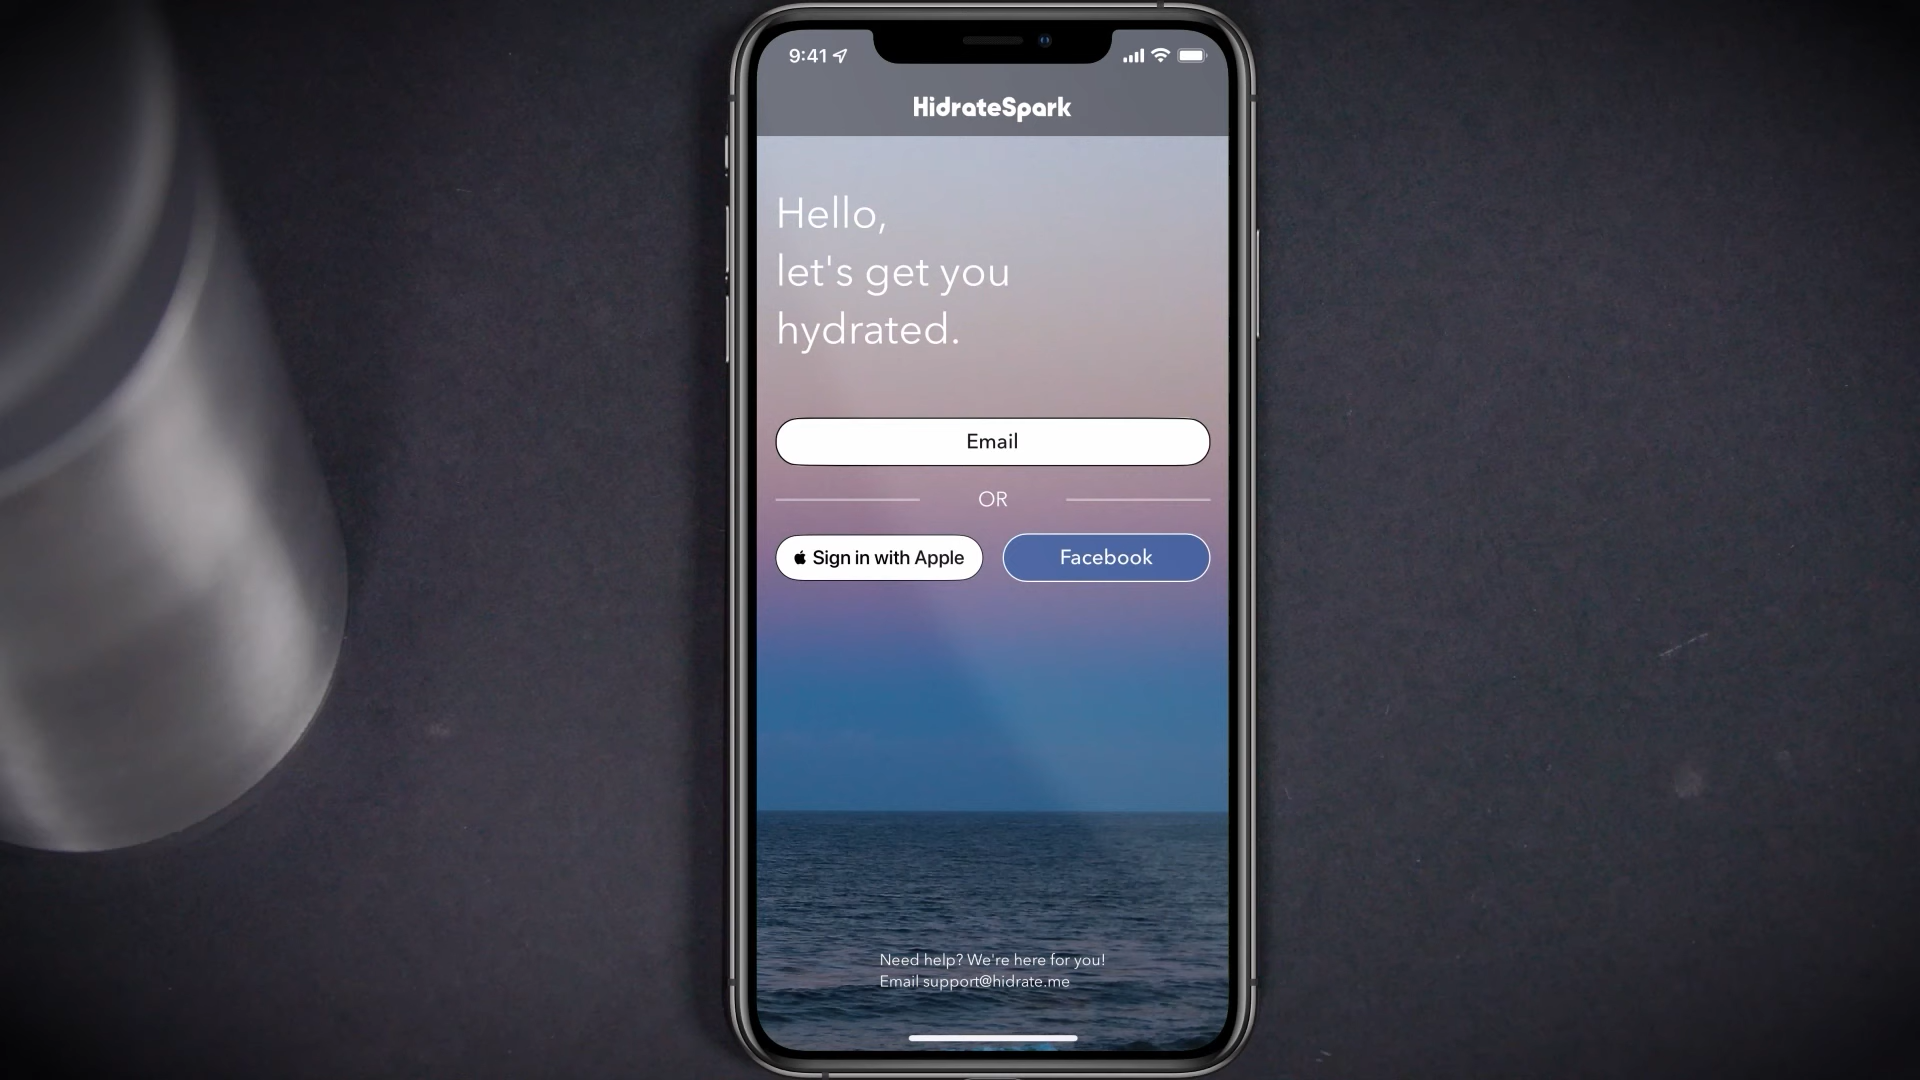 9:41
HidrateSpark
Hello,
let's get you
hydrated.
Email
OR
Sign in with Apple
Facebook
Need help? We're here for you!
Email support@hidrate.me